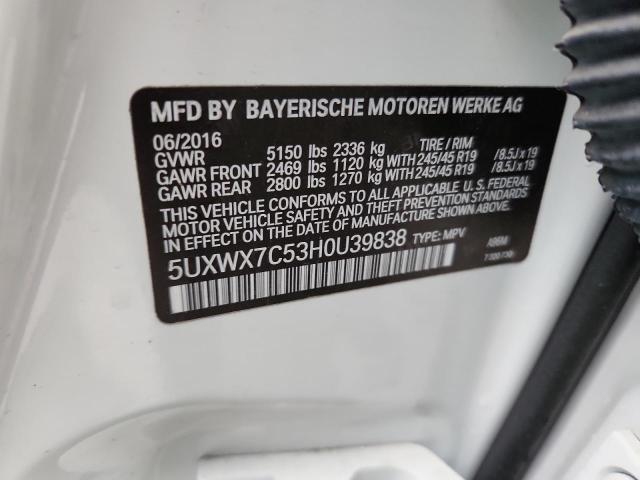 MFD BY BAYERISCHE MOTOREN WERKE AG
06/2016 TIRE / RIM
GVWR 5150 lbs 2336 kg
GAWR FRONT 2469 lbs 1120 kg WITH 245/45 R19 / 8.5J x 19
GAWR REAR 2800 lbs 1270 kg WITH 245/45 R19 / 8.5J x 19
THIS VEHICLE CONFORMS TO ALL APPLICABLE U. S. FEDERAL
MOTOR VEHICLE SAFETY AND THEFT PREVENTION STANDARDS
IN EFFECT ON THE DATE OF MANUFACTURE SHOWN ABOVE.
5UXWX7C53H0U39838 TYPE: MPV A96M